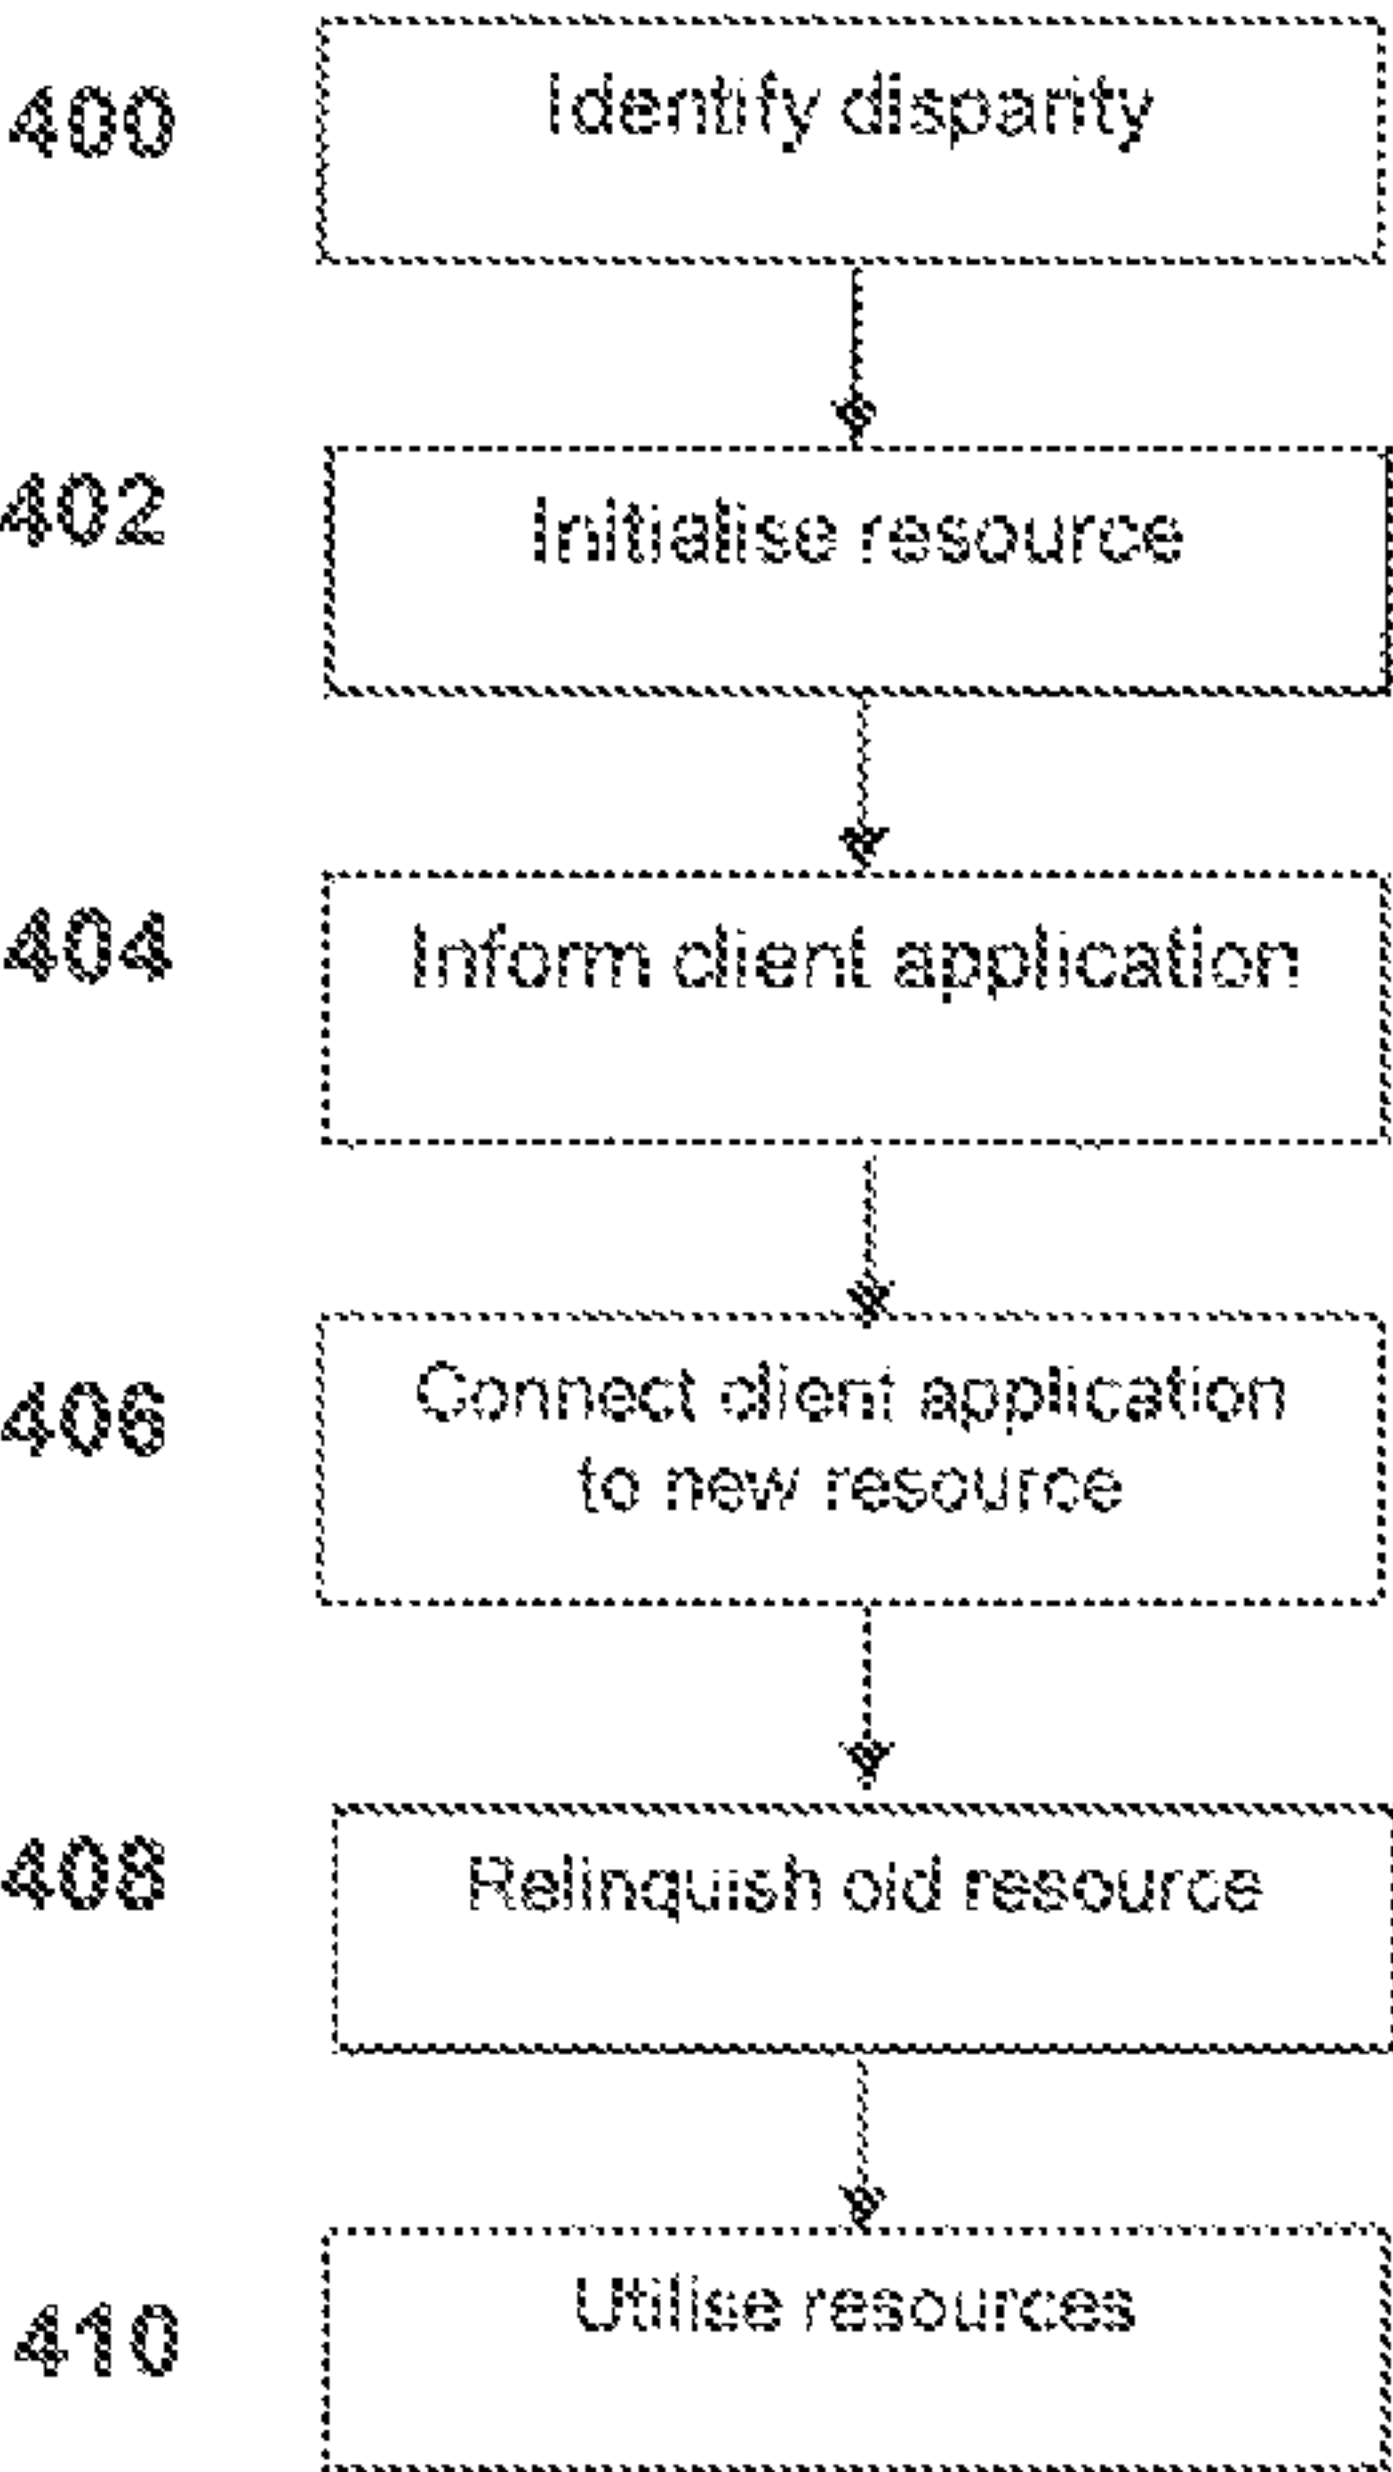 400
Identify disparity
402
Initialise resource
404
Inform client application
406
Connect client application
to new resource
408
Relinquish old resource
410
Utilise resources